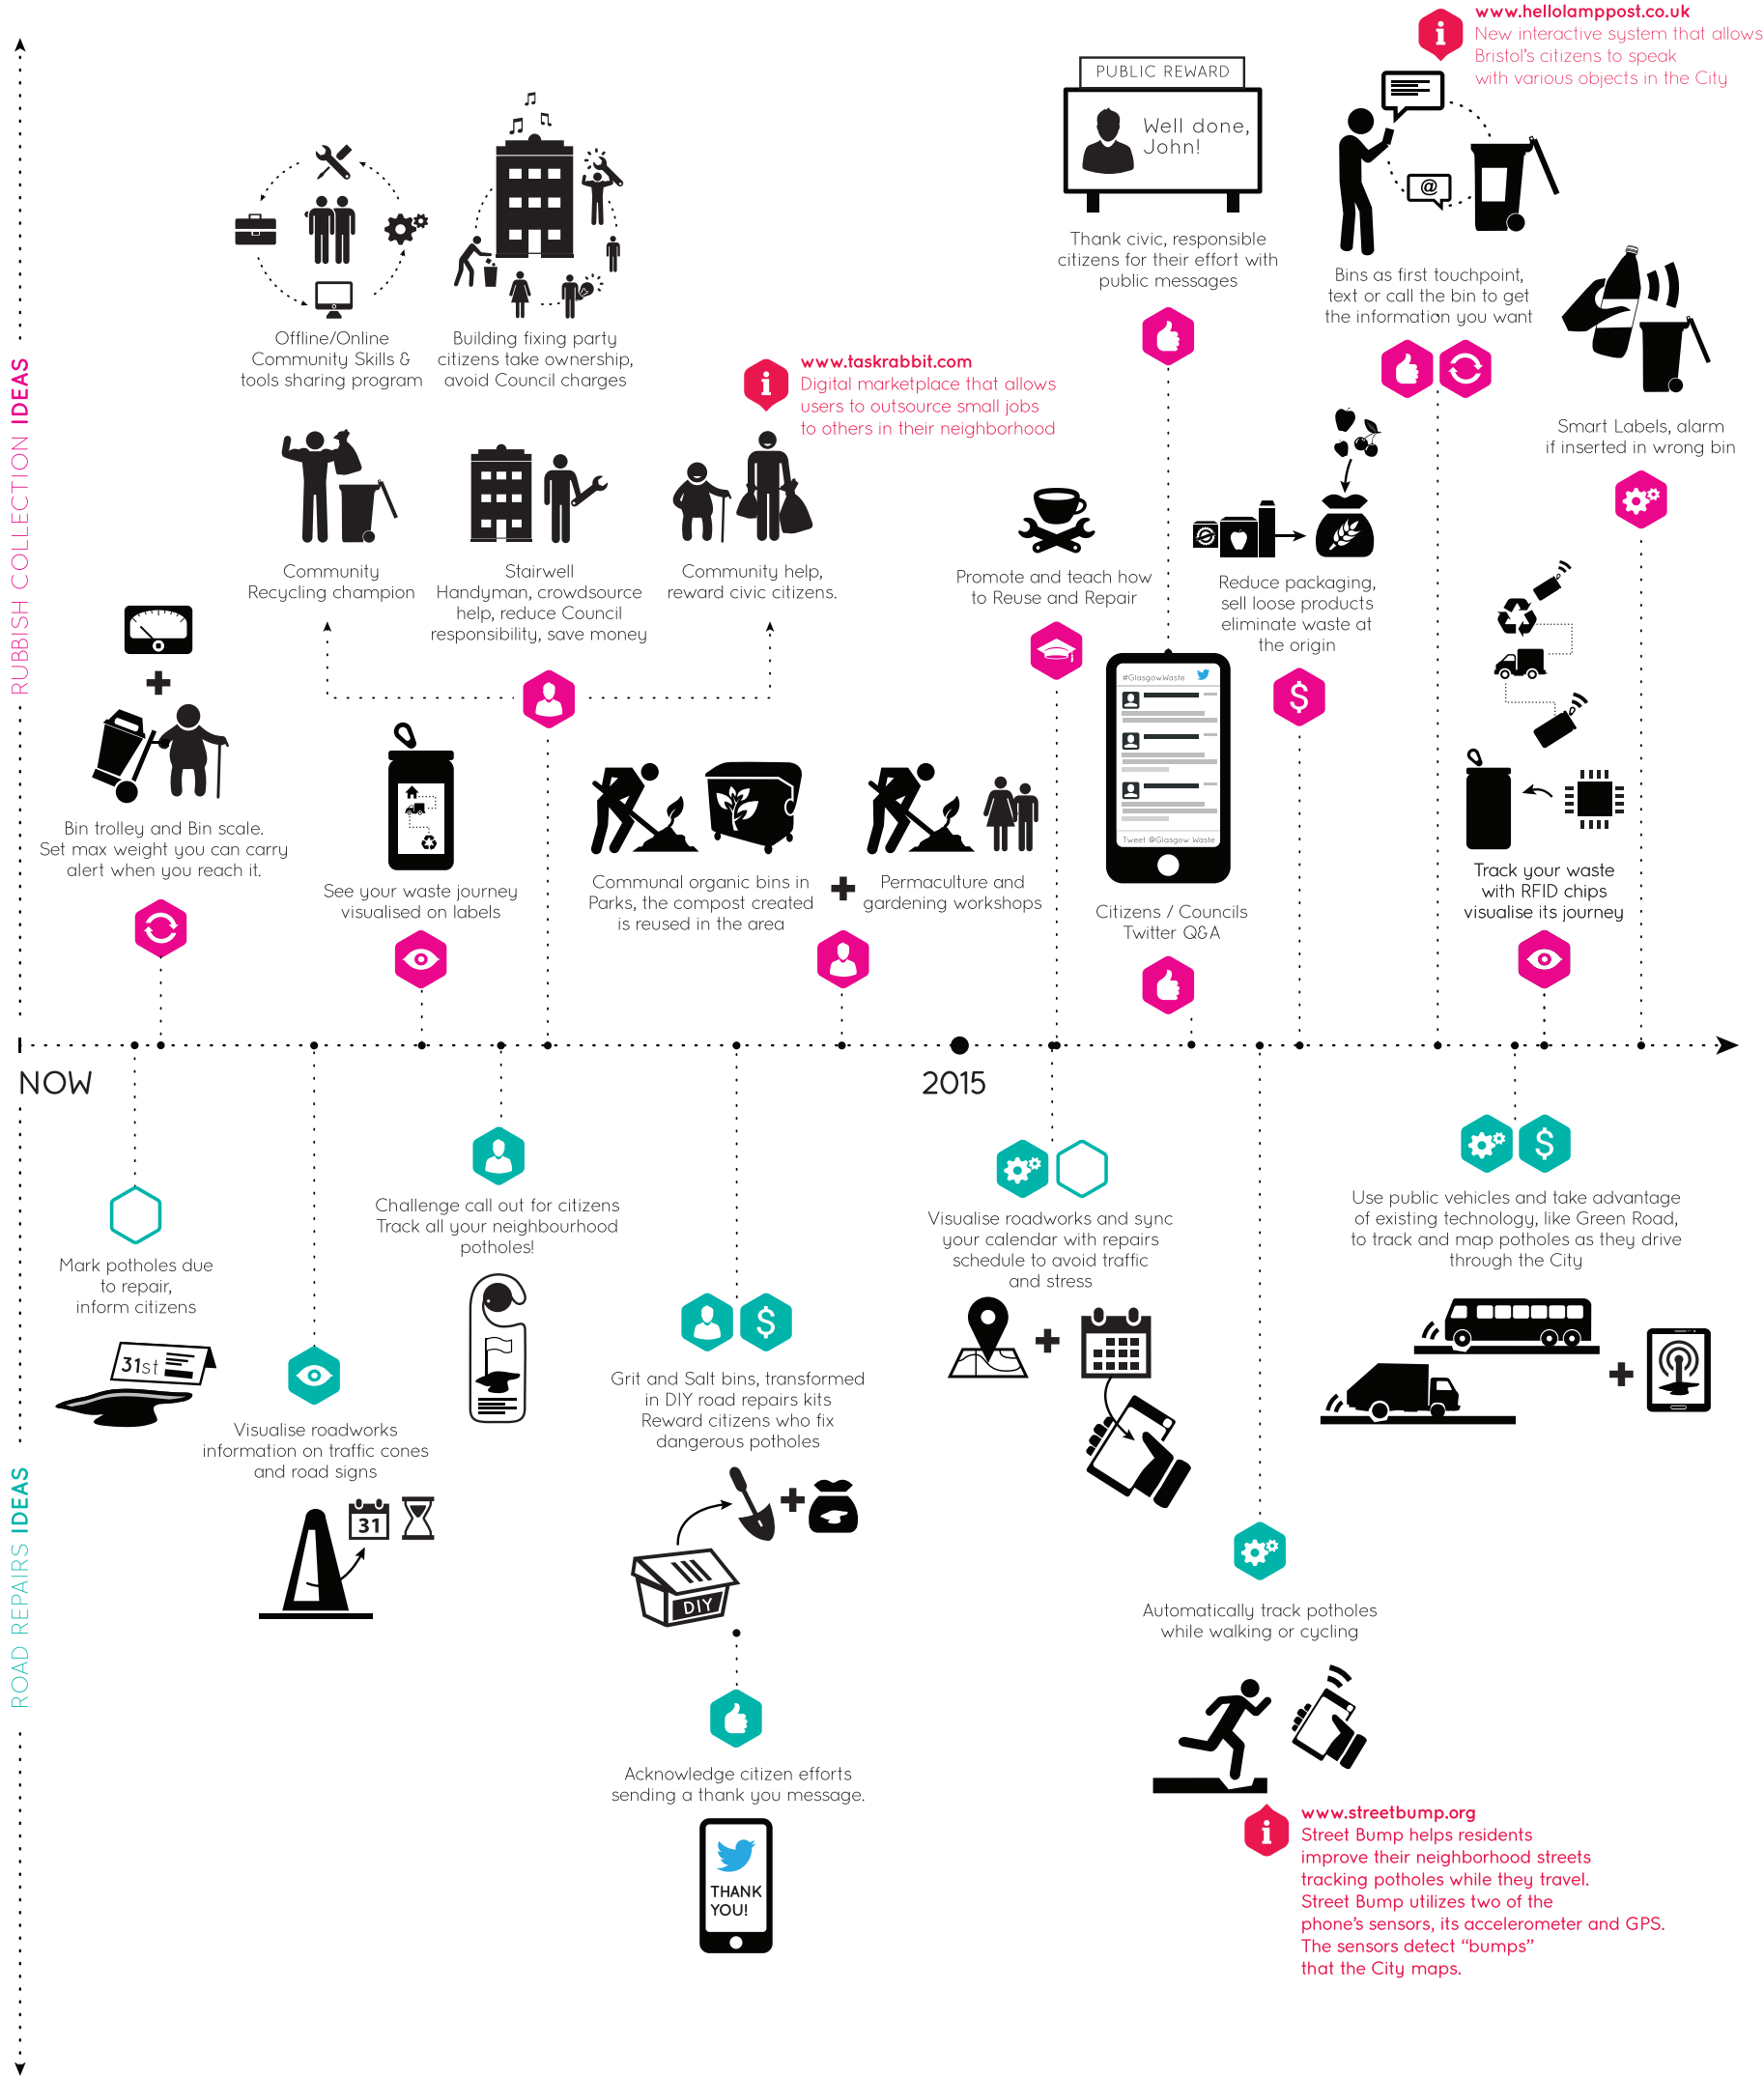 www.hellolamppost.co.uk
New interactive system that allows
Bristol's citizens to speak
with various objects in the City
PUBLIC REWARD
Well done,
John!
Thank civic, responsible
citizens for their effort with
public messages
@
Bins as first touchpoint,
text or call the bin to get
the information you want
Smart Labels, alarm
if inserted in wrong bin
Offline/Online
Community Skills &
tools sharing program
Building fixing party
citizens take ownership,
avoid Council charges
www.taskrabbit.com
Digital marketplace that allows
users to outsource small jobs
to others in their neighborhood
RUBBISH COLLECTION IDEAS
Community
Recycling champion
Stairwell
Handyman, crowdsource
help, reduce Council
responsibility, save money
Community help,
reward civic citizens.
Promote and teach how
to Reuse and Repair
Reduce packaging,
sell loose products
eliminate waste at
the origin
$
#GlasgowWaste
Tweet @Glasgow Waste
Bin trolley and Bin scale.
Set max weight you can carry
alert when you reach it.
See your waste journey
visualised on labels
Communal organic bins in
Parks, the compost created
is reused in the area
Permaculture and
gardening workshops
Citizens / Councils
Twitter Q&A
Track your waste
with RFID chips
visualise its journey
NOW
2015
ROAD REPAIRS IDEAS
Mark potholes due
to repair,
inform citizens
31st
Visualise roadworks
information on traffic cones
and road signs
31
Challenge call out for citizens
Track all your neighbourhood
potholes!
$
Grit and Salt bins, transformed
in DIY road repairs kits
Reward citizens who fix
dangerous potholes
DIY
Acknowledge citizen efforts
sending a thank you message.
THANK
YOU!
Visualise roadworks and sync
your calendar with repairs
schedule to avoid traffic
and stress
$
Use public vehicles and take advantage
of existing technology, like Green Road,
to track and map potholes as they drive
through the City
Automatically track potholes
while walking or cycling
www.streetbump.org
Street Bump helps residents
improve their neighborhood streets
tracking potholes while they travel.
Street Bump utilizes two of the
phone's sensors, its accelerometer and GPS.
The sensors detect "bumps"
that the City maps.